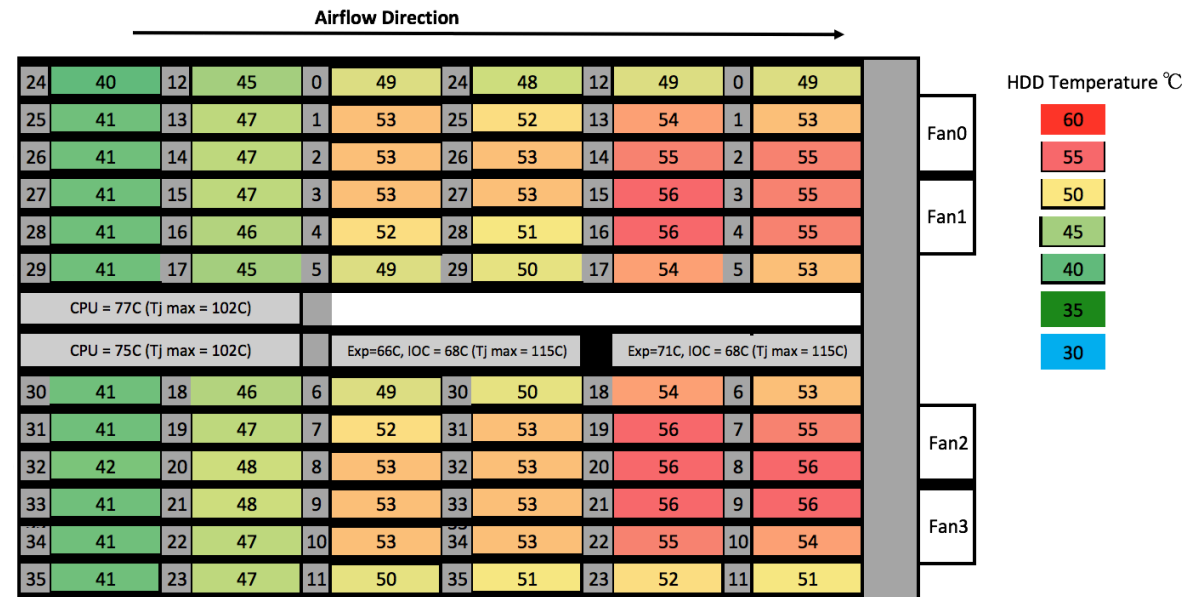 Airflow Direction
24 40 12 45 0 49 24 48 12 49 0 49
HDD Temperature ℃
25 41 13 47 1 53 25 52 13 54 1 53
Fan0
60
26 41 14 47 2 53 26 53 14 55 2 55
55
27 41 15 47 3 53 27 53 15 56 3 55
Fan1
50
28 41 16 46 4 52 28 51 16 56 4 55
45
29 41 17 45 5 49 29 50 17 54 5 53
40
CPU = 77C (Tj max = 102C)
35
CPU = 75C (Tj max = 102C) Exp=66C, IOC = 68C (Tj max = 115C) Exp=71C, IOC = 68C (Tj max = 115C)
30
30 41 18 46 6 49 30 50 18 54 6 53
31 41 19 47 7 52 31 53 19 56 7 55
Fan2
32 42 20 48 8 53 32 53 20 56 8 56
33 41 21 48 9 53 33 53 21 56 9 56
Fan3
34 41 22 47 10 53 34 53 22 55 10 54
35 41 23 47 11 50 35 51 23 52 11 51